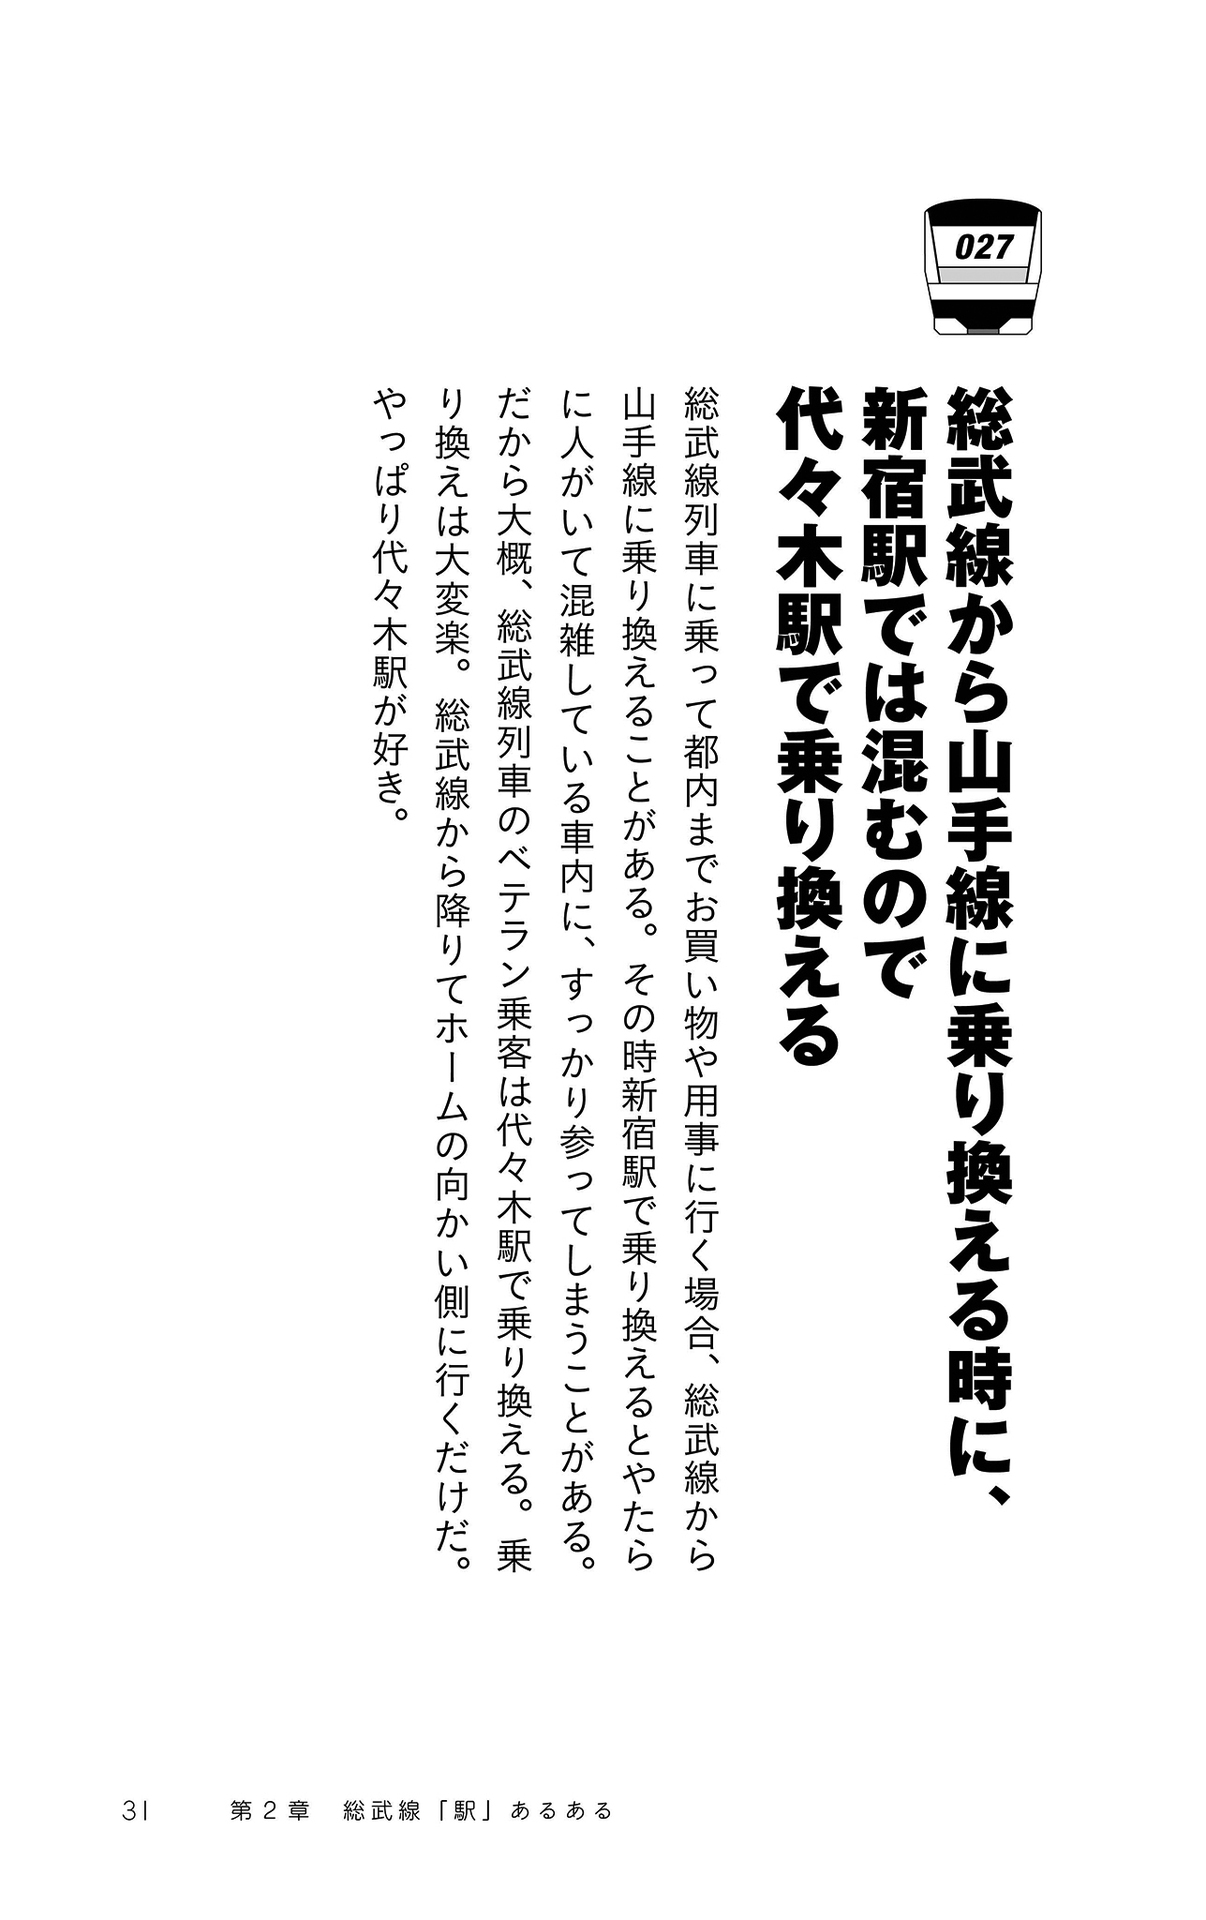 027
総武線から山手線に乗り換える時に、
新宿駅では混むので
代々木駅で乗り換える
総武線列車に乗って都内までお買い物や用事に行く場合、総武線から
山手線に乗り換えることがある。その時新宿駅で乗り換えるとやたら
に人がいて混雑している車内に、すっかり参ってしまうことがある。
だから大概、総武線列車のベテラン乗客は代々木駅で乗り換える。乗
り換えは大変楽。総武線から降りてホームの向かい側に行くだけだ。
やっぱり代々木駅が好き。
31 第2章 総武線「駅」あるある